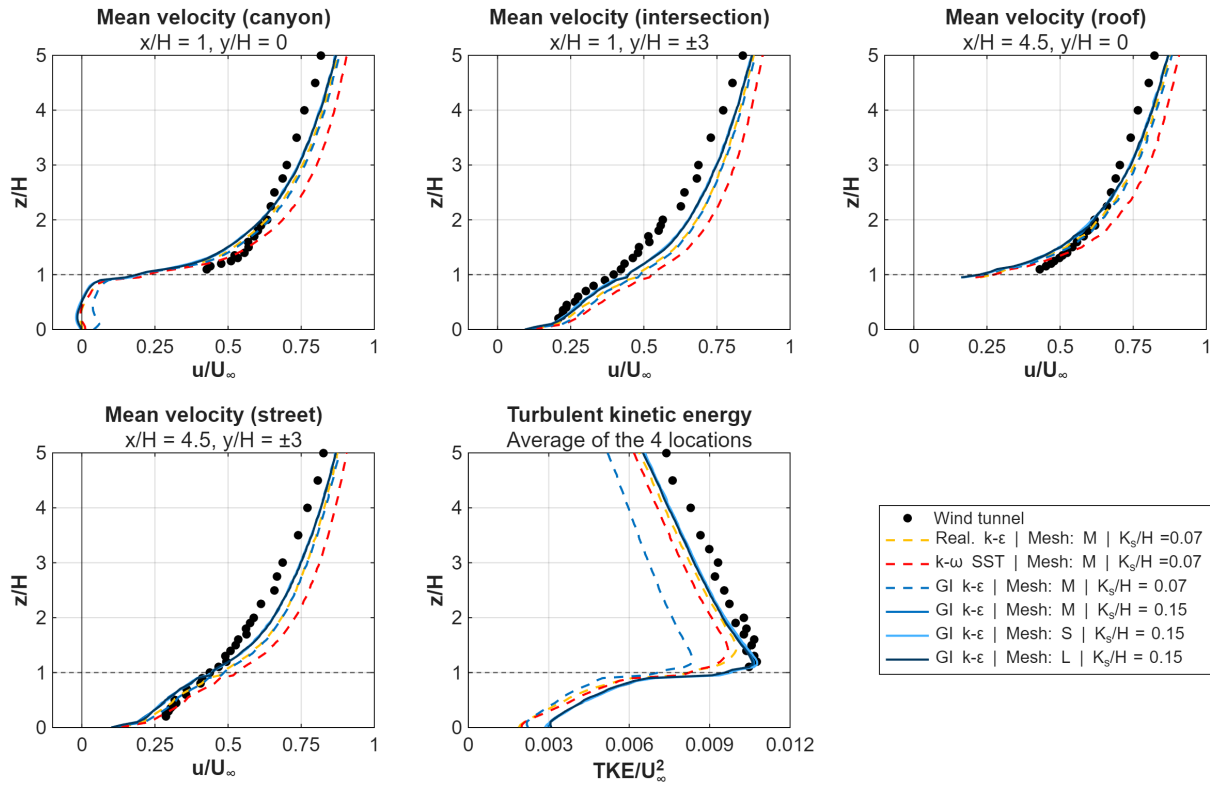 Mean velocity (canyon)
x/H = 1, y/H = 0
5
4
3
2
1
0
z/H
0
0.25
0.5
0.75
1
u/U∞
Mean velocity (intersection)
x/H = 1, y/H = ±3
5
4
3
2
1
0
z/H
0
0.25
0.5
0.75
1
u/U∞
Mean velocity (roof)
x/H = 4.5, y/H = 0
5
4
3
2
1
0
z/H
0
0.25
0.5
0.75
1
u/U∞
Mean velocity (street)
x/H = 4.5, y/H = ±3
5
4
3
2
1
0
z/H
0
0.25
0.5
0.75
1
u/U∞
Turbulent kinetic energy
Average of the 4 locations
5
4
3
2
1
0
z/H
0
0.003
0.006
0.009
0.012
TKE/U²∞
Wind tunnel
Real. k-ε | Mesh: M | Kₛ/H =0.07
k-ω SST | Mesh: M | Kₛ/H =0.07
GI k-ε | Mesh: M | Kₛ/H = 0.07
GI k-ε | Mesh: M | Kₛ/H = 0.15
GI k-ε | Mesh: S | Kₛ/H = 0.15
GI k-ε | Mesh: L | Kₛ/H = 0.15